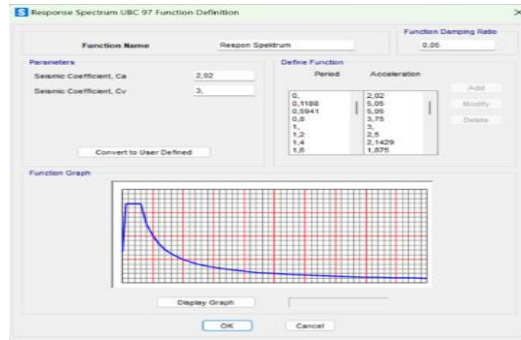 Response Spectrum UBC 97 Function Definition
Function Name
Respon Spektrum
Function Damping Ratio
0,05
Parameters
Seismic Coefficient, Ca 2,02
Seismic Coefficient, Cv 3,
Convert to User Defined
Define Function
Period Acceleration
0, 2,02
0,1188 5,05
0,5941 5,05
0,8 3,75
1, 3,
1,2 2,5
1,4 2,1429
1,6 1,875
Add
Modify
Delete
Function Graph
Display Graph
OK Cancel